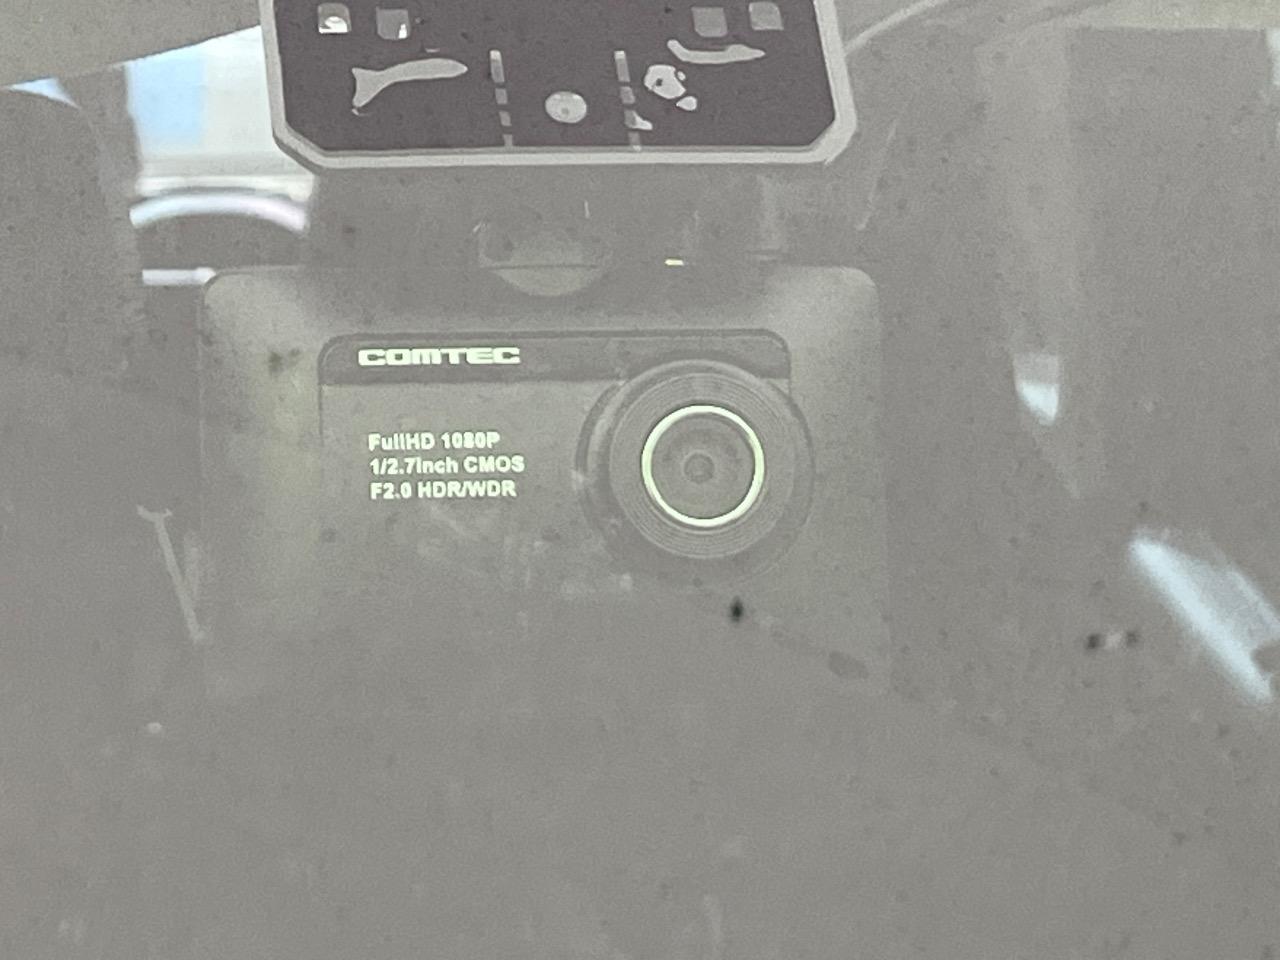 COMTEC
FullHD 1080P
1/2.7inch CMOS
F2.0 HDR/WDR